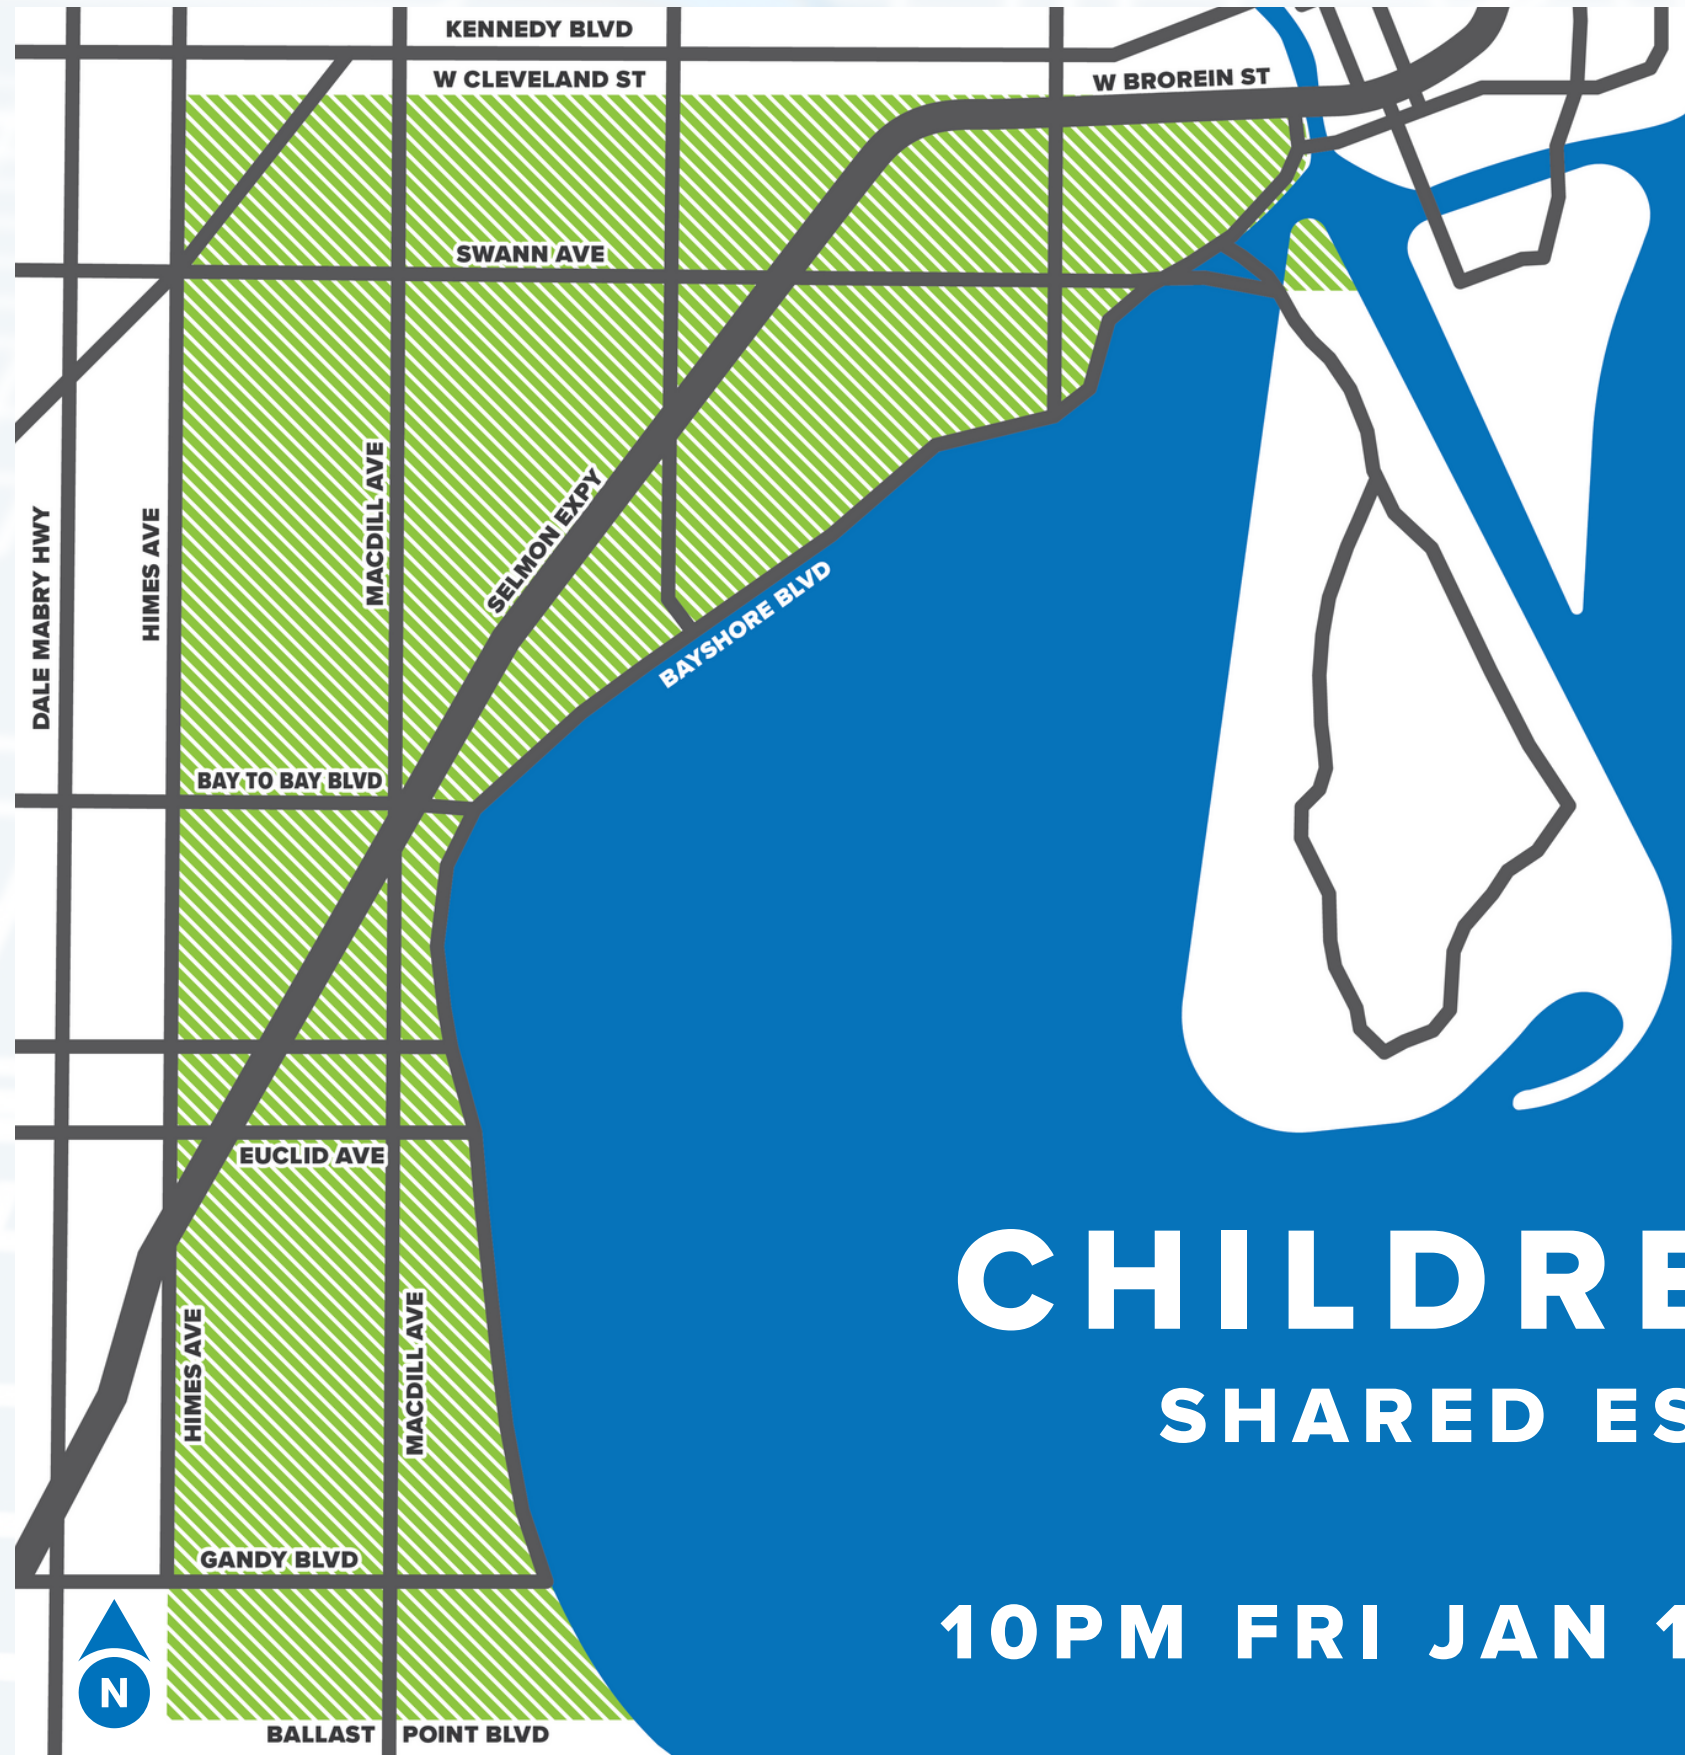 KENNEDY BLVD
W CLEVELAND ST
W BROREIN ST
SWANN AVE
MACDILL AVE
SELMON EXPY
HIMES AVE
DALE MABRY HWY
BAYSHORE BLVD
BAY TO BAY BLVD
EUCLID AVE
CHILDRE
HIMES AVE
MACDILL AVE
SHARED ES
GANDY BLVD
10PM FRI JAN 1
N
BALLAST POINT BLVD